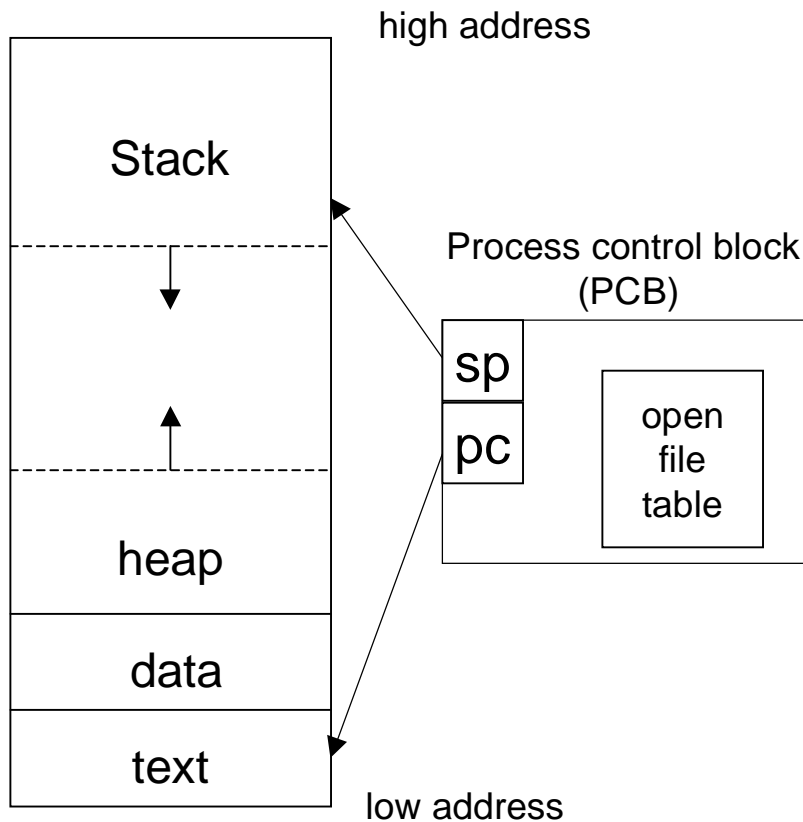 high address
Stack
Process control block
(PCB)
sp
pc
open
file
table
heap
data
text
low address